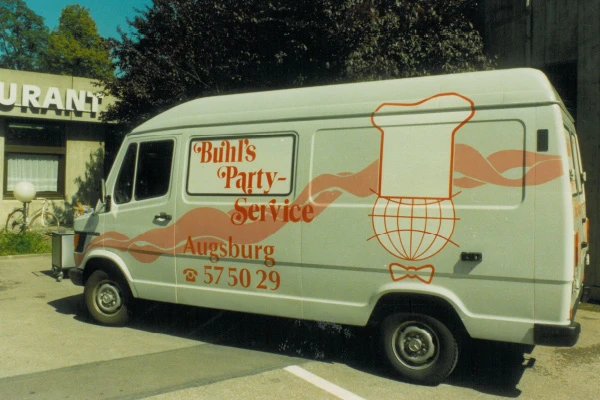 URANT
Buhl's
Party-
Service
Augsburg
☎ 57 50 29